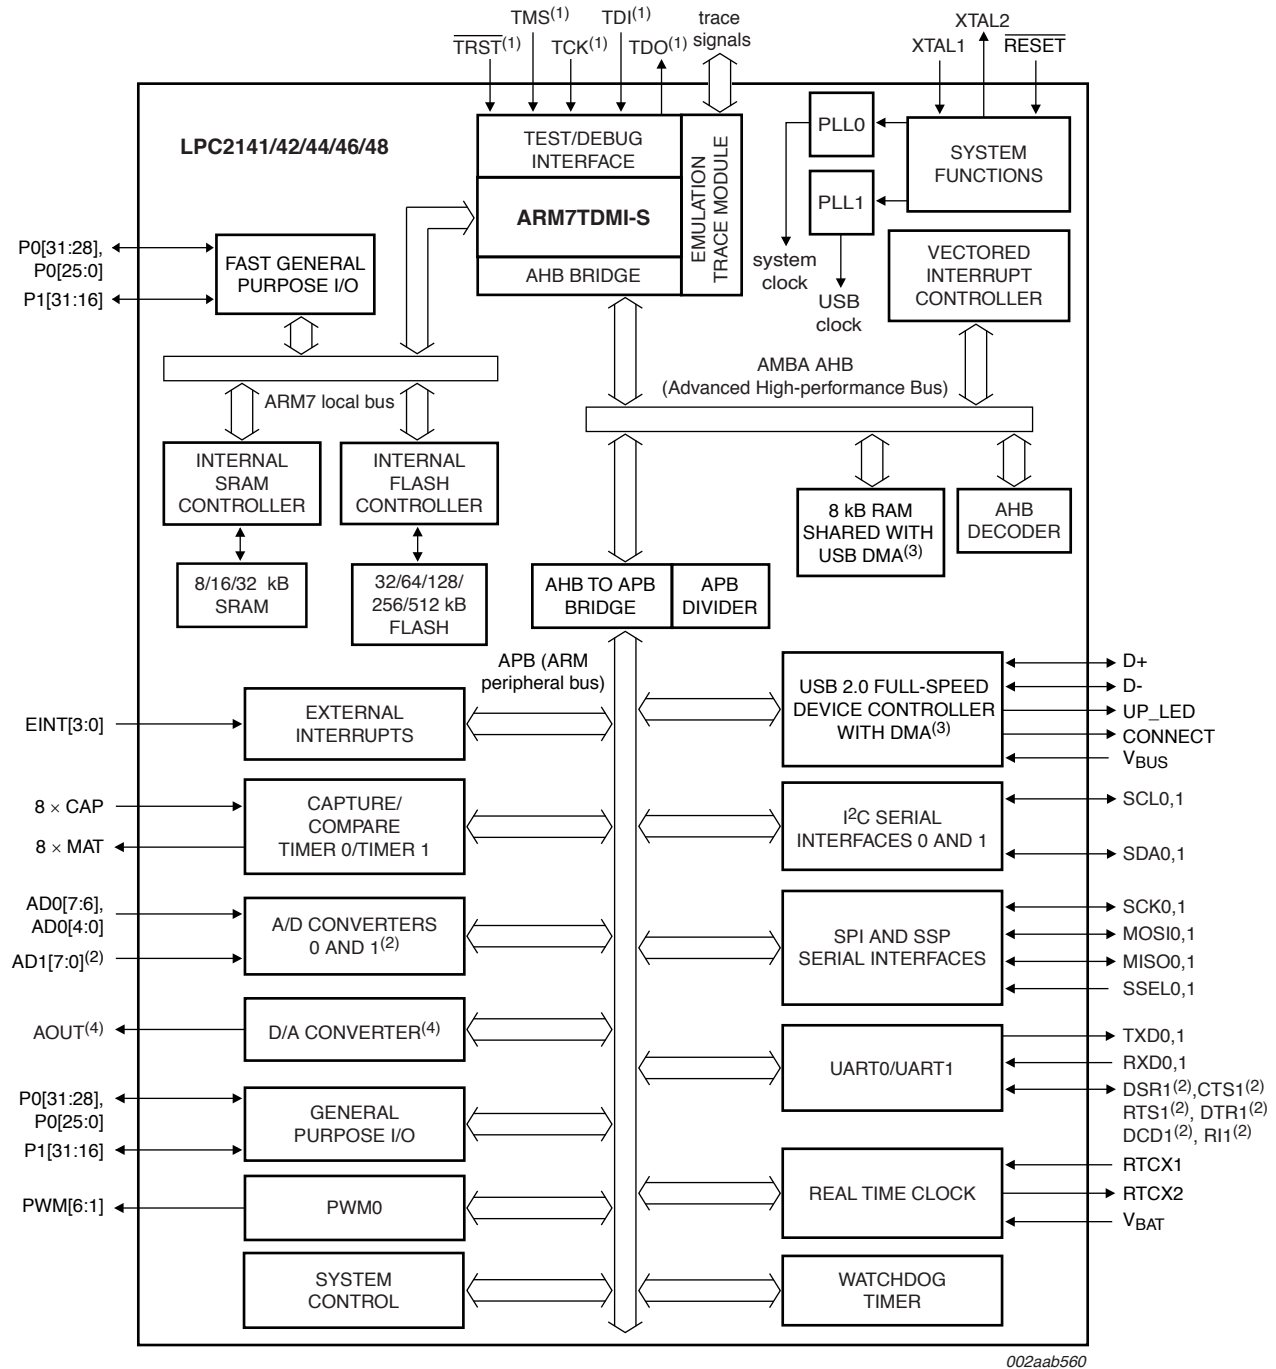 TMS(1)
TDI(1)
trace
signals
XTAL2
TRST(1)
TCK(1)
TDO(1)
XTAL1
RESET
LPC2141/42/44/46/48
TEST/DEBUG
INTERFACE
EMULATION
TRACE MODULE
PLL0
SYSTEM
FUNCTIONS
PLL1
ARM7TDMI-S
AHB BRIDGE
system
clock
USB
clock
VECTORED
INTERRUPT
CONTROLLER
P0[31:28],
P0[25:0]
P1[31:16]
FAST GENERAL
PURPOSE I/O
AMBA AHB
(Advanced High-performance Bus)
ARM7 local bus
INTERNAL
SRAM
CONTROLLER
INTERNAL
FLASH
CONTROLLER
8 kB RAM
SHARED WITH
USB DMA(3)
AHB
DECODER
8/16/32 kB
SRAM
32/64/128/
256/512 kB
FLASH
AHB TO APB
BRIDGE
APB
DIVIDER
APB (ARM
peripheral bus)
EINT[3:0]
EXTERNAL
INTERRUPTS
USB 2.0 FULL-SPEED
DEVICE CONTROLLER
WITH DMA(3)
D+
D-
UP_LED
CONNECT
VBUS
8 × CAP
8 × MAT
CAPTURE/
COMPARE
TIMER 0/TIMER 1
I2C SERIAL
INTERFACES 0 AND 1
SCL0,1
SDA0,1
AD0[7:6],
AD0[4:0]
AD1[7:0](2)
A/D CONVERTERS
0 AND 1(2)
SPI AND SSP
SERIAL INTERFACES
SCK0,1
MOSI0,1
MISO0,1
SSEL0,1
AOUT(4)
D/A CONVERTER(4)
UART0/UART1
TXD0,1
RXD0,1
DSR1(2),CTS1(2)
RTS1(2), DTR1(2)
DCD1(2), RI1(2)
P0[31:28],
P0[25:0]
P1[31:16]
GENERAL
PURPOSE I/O
REAL TIME CLOCK
RTCX1
RTCX2
VBAT
PWM[6:1]
PWM0
SYSTEM
CONTROL
WATCHDOG
TIMER
002aab560